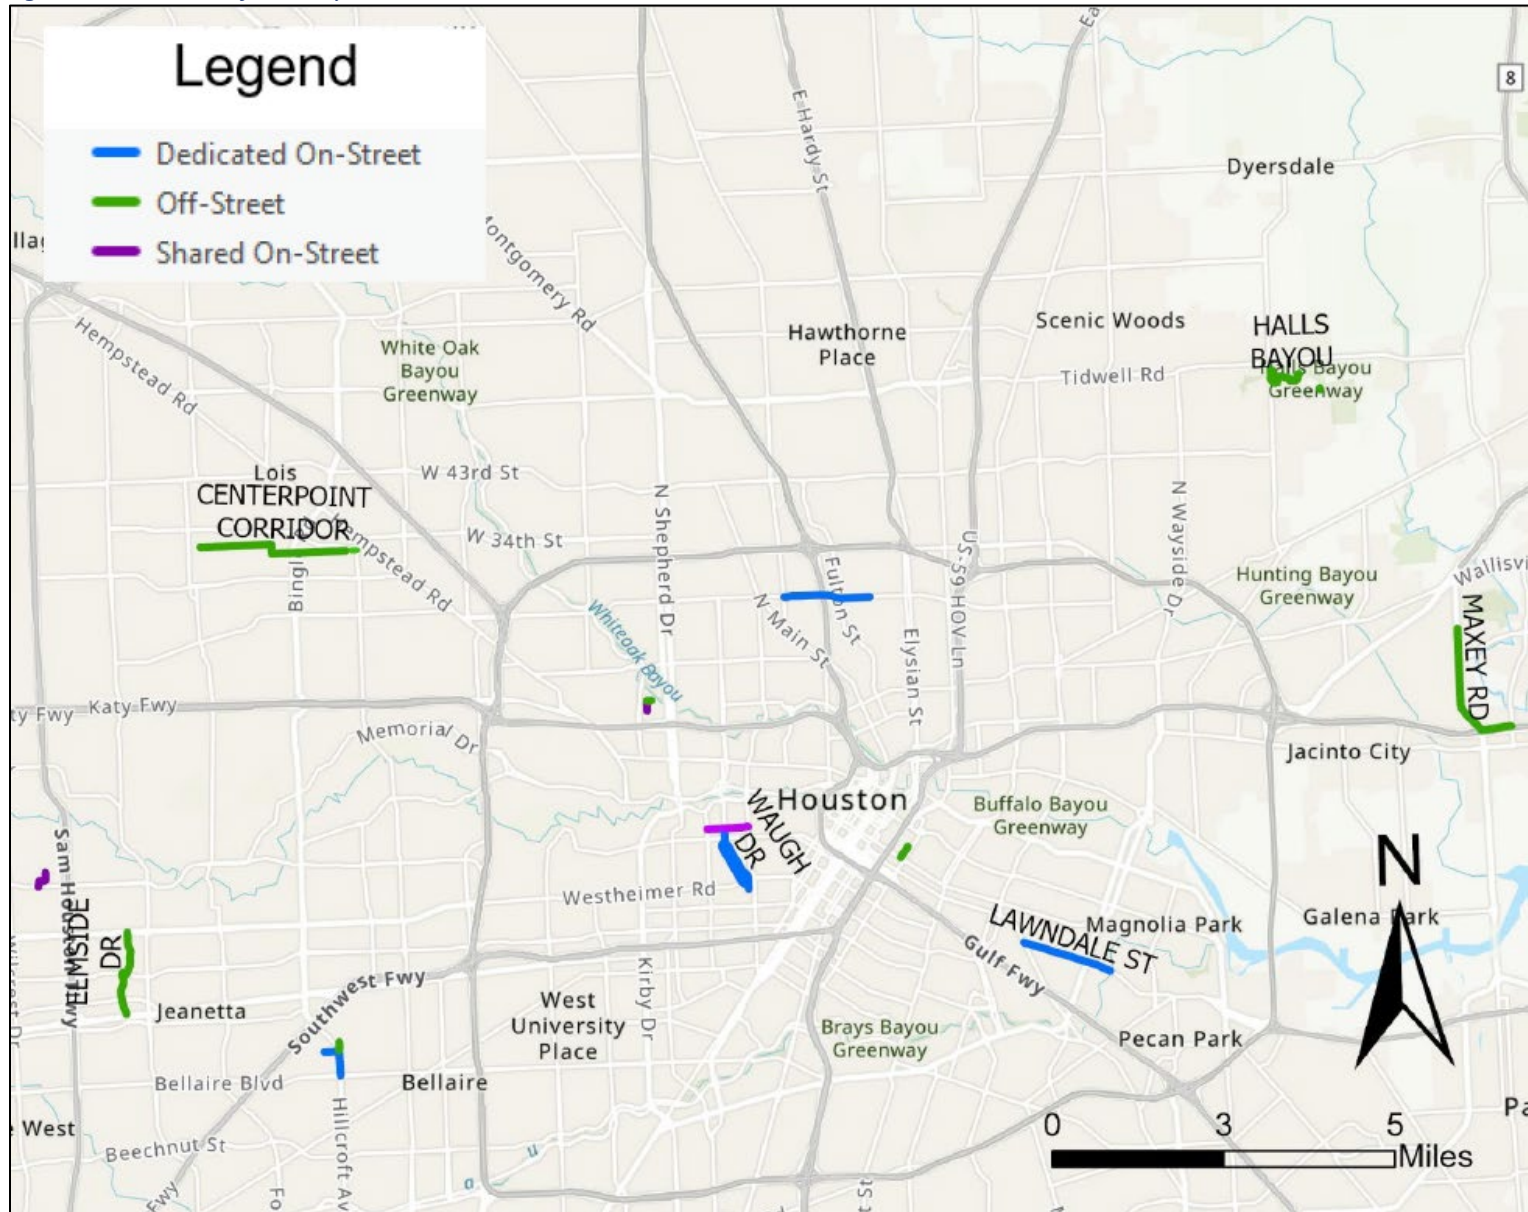 Legend
Dedicated On-Street
Off-Street
Shared On-Street
8
E Hardy St
Dyersdale
Montgomery Rd
Hempstead Rd
White Oak
Bayou
Greenway
Hawthorne
Place
Scenic Woods
HALLS
BAYOU
Halls Bayou
Greenway
Tidwell Rd
Lois
CENTERPOINT
CORRIDOR
W 43rd St
Hempstead Rd
W 34th St
N Shepherd Dr
N Wayside Dr
US-59 HOV Ln
Fulton St
N Main St
Elysian St
Whiteoak Bayou
Hunting Bayou
Greenway
MAXEY RD
Katy Fwy
Memorial Dr
Jacinto City
Houston
WAUGH
DR
Buffalo Bayou
Greenway
Westheimer Rd
ELMSIDE
DR
LAWNDALE ST
Magnolia Park
Galena Park
N
Gulf Fwy
Southwest Fwy
Jeanetta
West
University
Place
Kirby Dr
Brays Bayou
Greenway
Pecan Park
Bellaire Blvd
Bellaire
Hillcroft Av
Beechnut St
West
Fwy
0 3 5
Miles